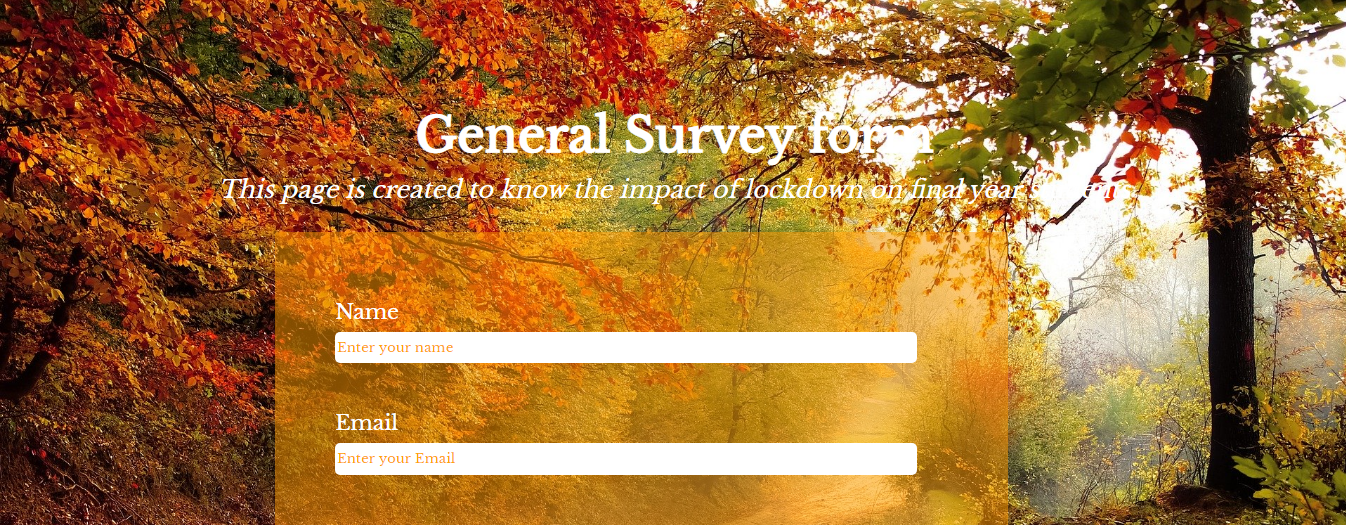 General Survey form
This page is created to know the impact of lockdown on final year students
Name
Enter your name
Email
Enter your Email